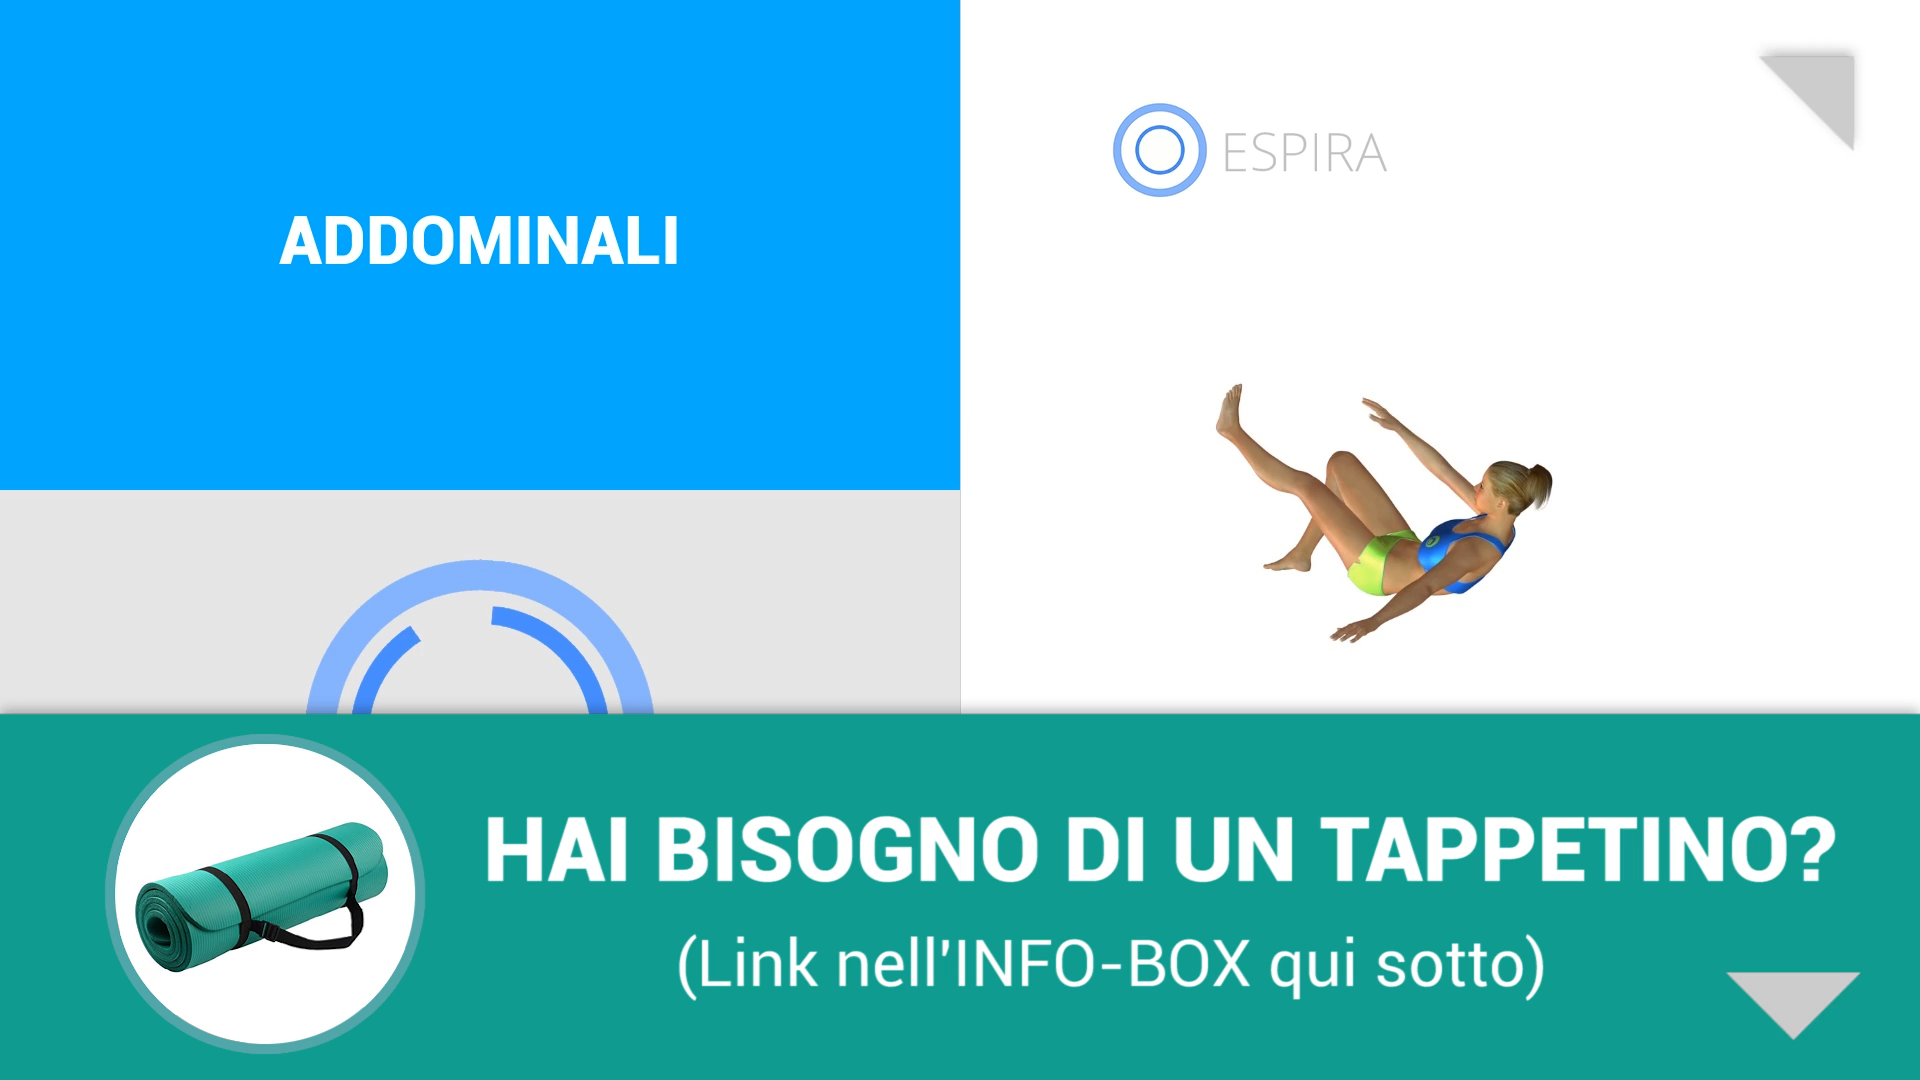 ADDOMINALI
ESPIRA
HAI BISOGNO DI UN TAPPETINO?
(Link nell'INFO-BOX qui sotto)